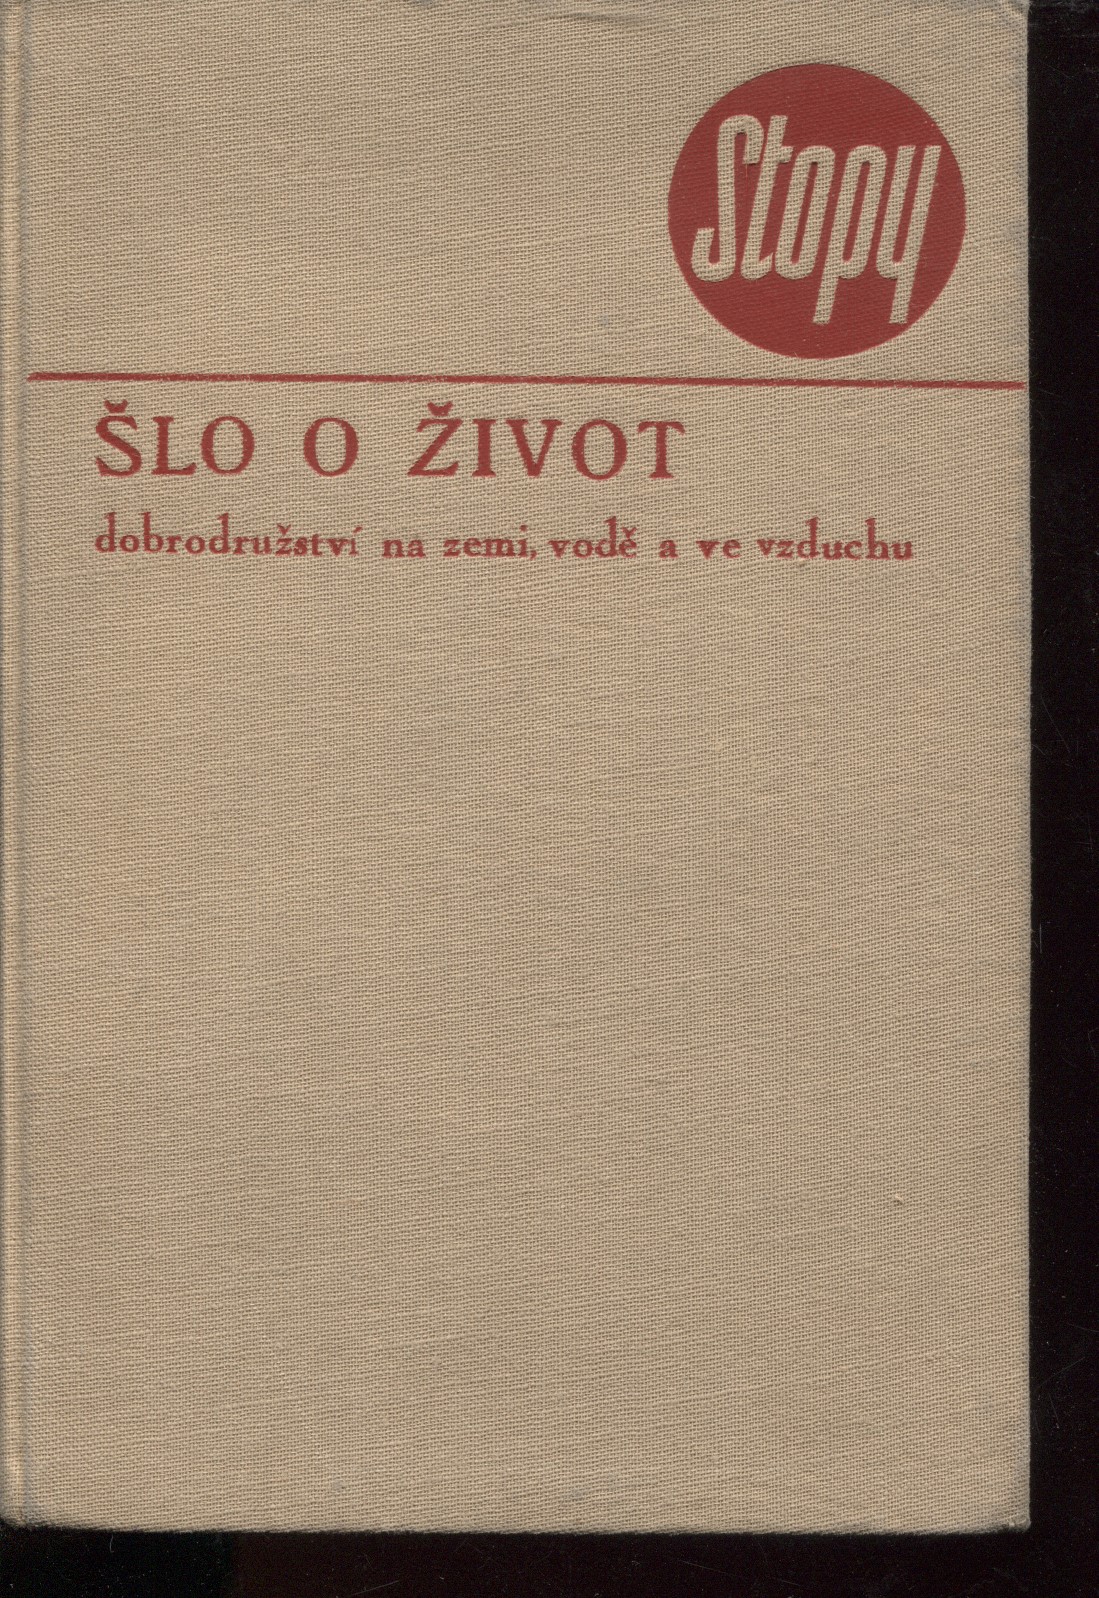 Stopy
ŠLO O ŽIVOT
dobrodružství na zemi, vodě a ve vzduchu